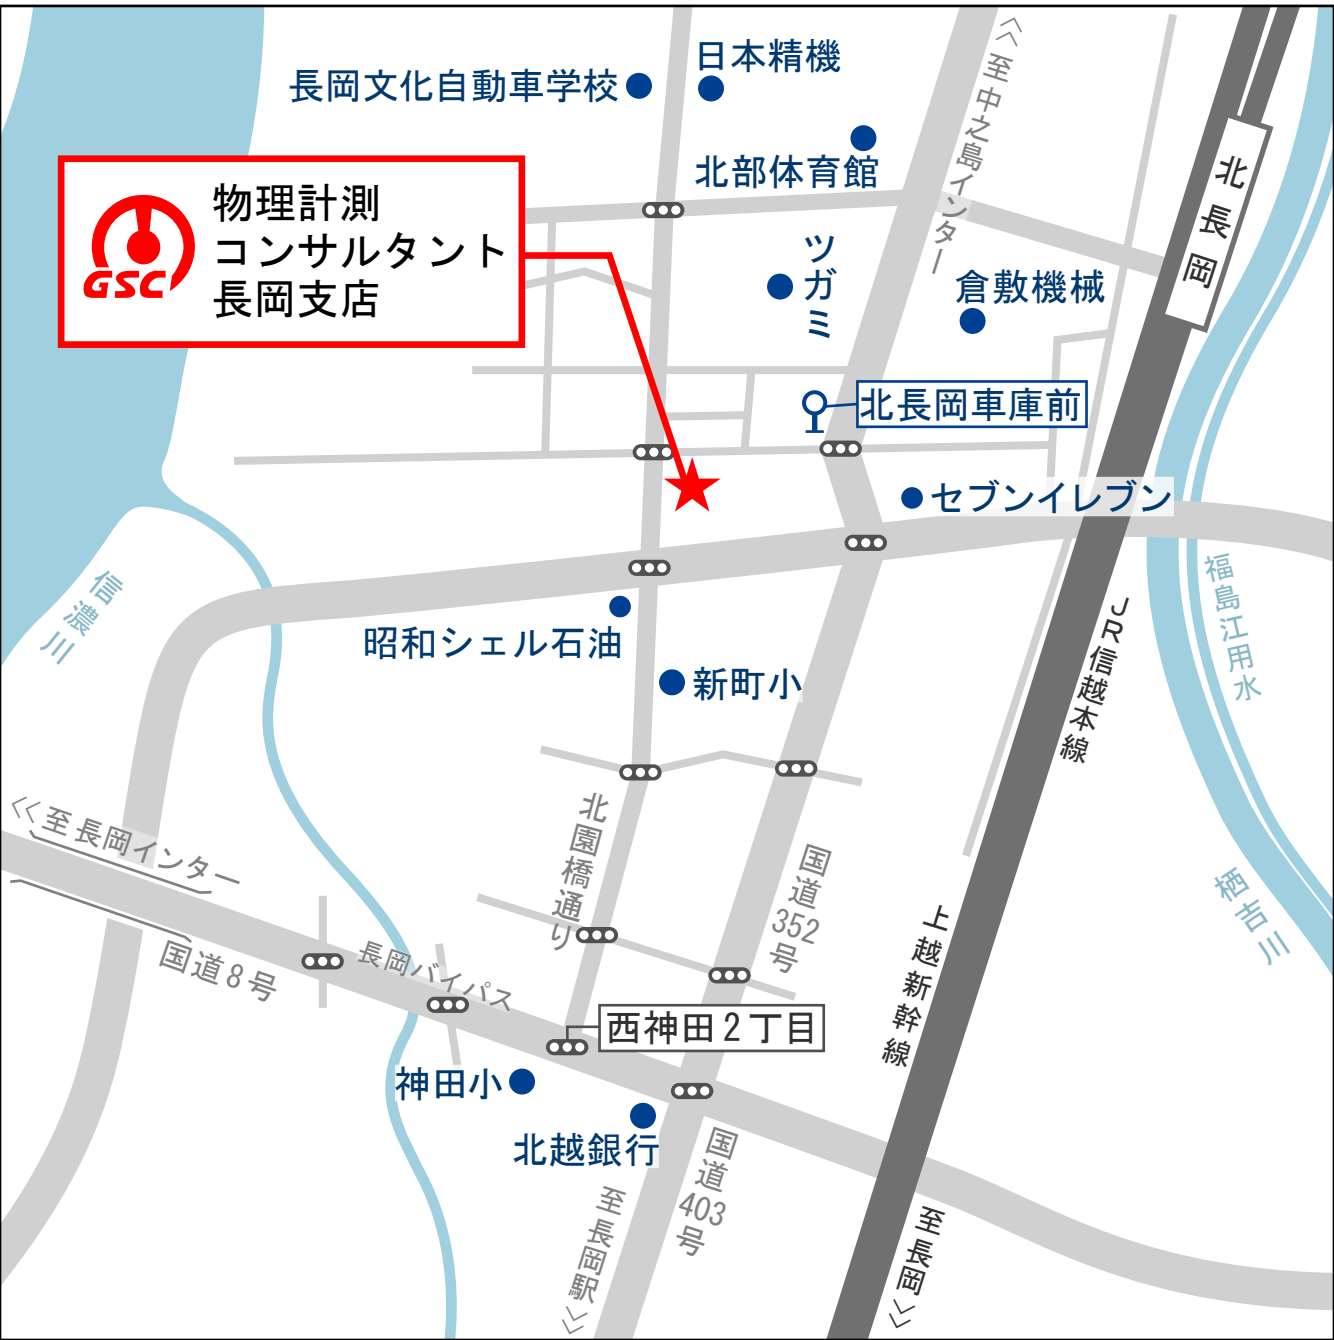 日本精機
長岡文化自動車学校
<<至中之島インター
北部体育館
北長岡
物理計測
コンサルタント
長岡支店
GSC
ツガミ
倉敷機械
北長岡車庫前
セブンイレブン
信濃川
福島江用水
JR信越本線
昭和シェル石油
新町小
<<至長岡インター
北園橋通り
国道352号
栖吉川
上越新幹線
国道8号
長岡バイパス
西神田2丁目
神田小
北越銀行
国道403号
至長岡駅>>
至長岡>>